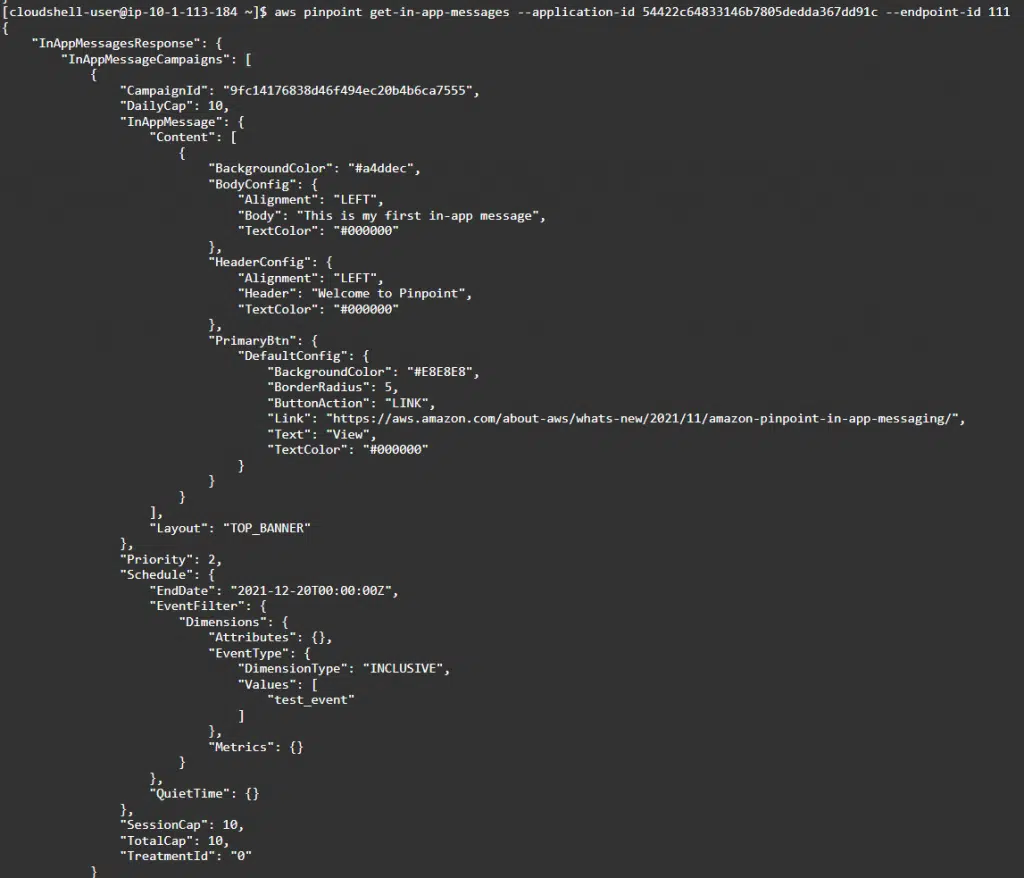 [cloudshell-user@ip-10-1-113-184 ~]$ aws pinpoint get-in-app-messages --application-id 54422c64833146b7805dedda367dd91c --endpoint-id 111
{
    "InAppMessagesResponse": {
        "InAppMessageCampaigns": [
            {
                "CampaignId": "9fc14176838d46f494ec20b4b6ca7555",
                "DailyCap": 10,
                "InAppMessage": {
                    "Content": [
                        {
                            "BackgroundColor": "#a4ddec",
                            "BodyConfig": {
                                "Alignment": "LEFT",
                                "Body": "This is my first in-app message",
                                "TextColor": "#000000"
                            },
                            "HeaderConfig": {
                                "Alignment": "LEFT",
                                "Header": "Welcome to Pinpoint",
                                "TextColor": "#000000"
                            },
                            "PrimaryBtn": {
                                "DefaultConfig": {
                                    "BackgroundColor": "#E8E8E8",
                                    "BorderRadius": 5,
                                    "ButtonAction": "LINK",
                                    "Link": "https://aws.amazon.com/about-aws/whats-new/2021/11/amazon-pinpoint-in-app-messaging/",
                                    "Text": "View",
                                    "TextColor": "#000000"
                                }
                            }
                        }
                    ],
                    "Layout": "TOP_BANNER"
                },
                "Priority": 2,
                "Schedule": {
                    "EndDate": "2021-12-20T00:00:00Z",
                    "EventFilter": {
                        "Dimensions": {
                            "Attributes": {},
                            "EventType": {
                                "DimensionType": "INCLUSIVE",
                                "Values": [
                                    "test_event"
                                ]
                            },
                            "Metrics": {}
                        }
                    },
                    "QuietTime": {}
                },
                "SessionCap": 10,
                "TotalCap": 10,
                "TreatmentId": "0"
            }